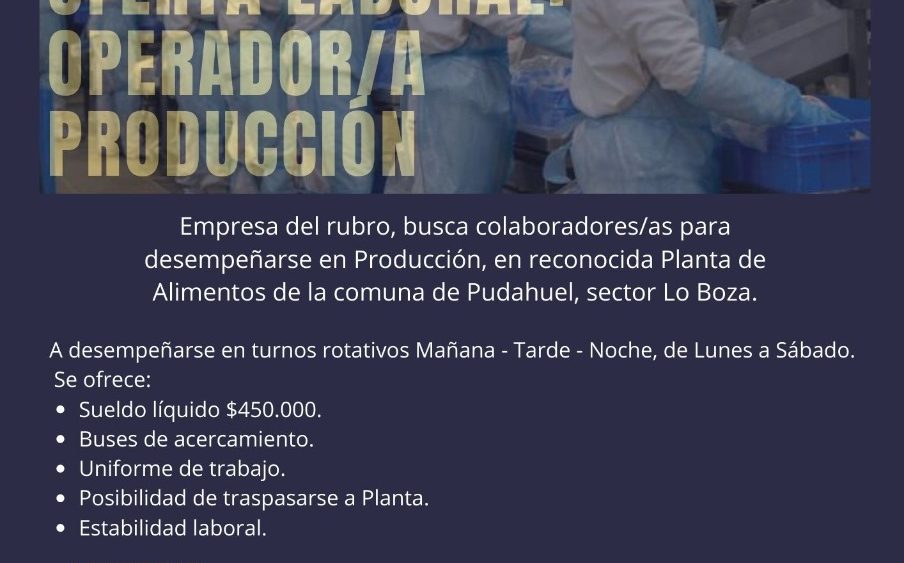 OFERTA LABORAL:
OPERADOR/A
PRODUCCIÓN
Empresa del rubro, busca colaboradores/as para
desempeñarse en Producción, en reconocida Planta de
Alimentos de la comuna de Pudahuel, sector Lo Boza.
A desempeñarse en turnos rotativos Mañana - Tarde - Noche, de Lunes a Sábado.
Se ofrece:
• Sueldo líquido $450.000.
• Buses de acercamiento.
• Uniforme de trabajo.
• Posibilidad de traspasarse a Planta.
• Estabilidad laboral.